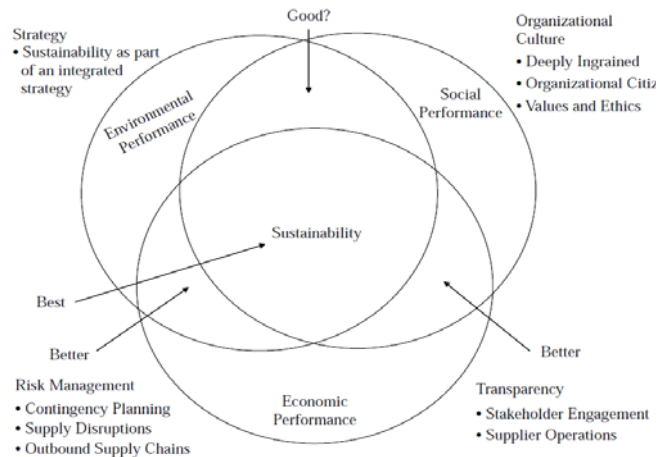 Good?
Strategy
• Sustainability as part
of an integrated
strategy
Organizational
Culture
• Deeply Ingrained
• Organizational Citiz
• Values and Ethics
Environmental
Performance
Social
Performance
Sustainability
Best
Better
Better
Risk Management
• Contingency Planning
• Supply Disruptions
• Outbound Supply Chains
Economic
Performance
Transparency
• Stakeholder Engagement
• Supplier Operations